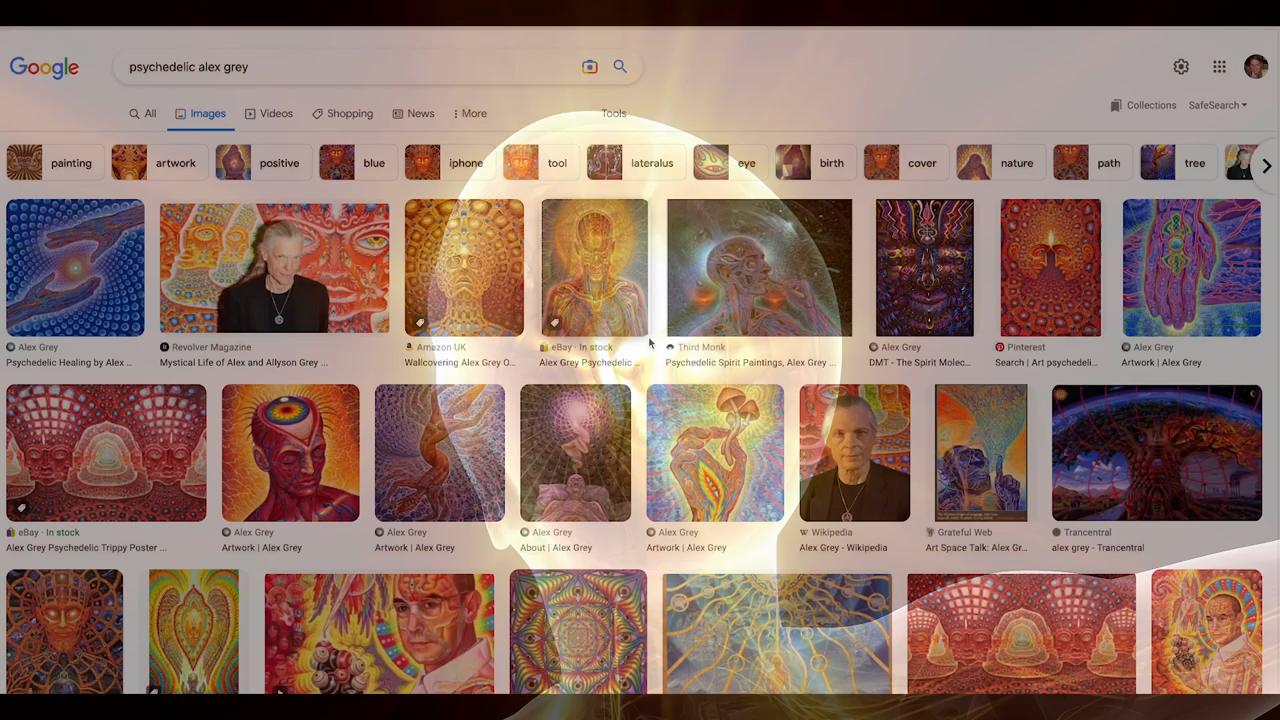 Google
psychedelic alex grey
All
Images
Videos
Shopping
News
More
Tools
Collections
SafeSearch
painting
artwork
positive
blue
iphone
tool
lateralus
eye
birth
cover
nature
path
tree
Alex Grey
Psychedelic Healing by Alex ...
Revolver Magazine
Mystical Life of Alex and Allyson Grey ...
Amazon UK
Wallcovering Alex Grey O...
eBay · In stock
Alex Grey Psychedelic ...
Third Monk
Psychedelic Spirit Paintings, Alex Grey ...
Alex Grey
DMT - The Spirit Molec...
Pinterest
Search | Art psychedeli...
Alex Grey
Artwork | Alex Grey
eBay · In stock
Alex Grey Psychedelic Trippy Poster ...
Alex Grey
Artwork | Alex Grey
Alex Grey
Artwork | Alex Grey
Alex Grey
About | Alex Grey
Alex Grey
Artwork | Alex Grey
W Wikipedia
Alex Grey - Wikipedia
Grateful Web
Art Space Talk: Alex Gr...
Trancentral
alex grey - Trancentral